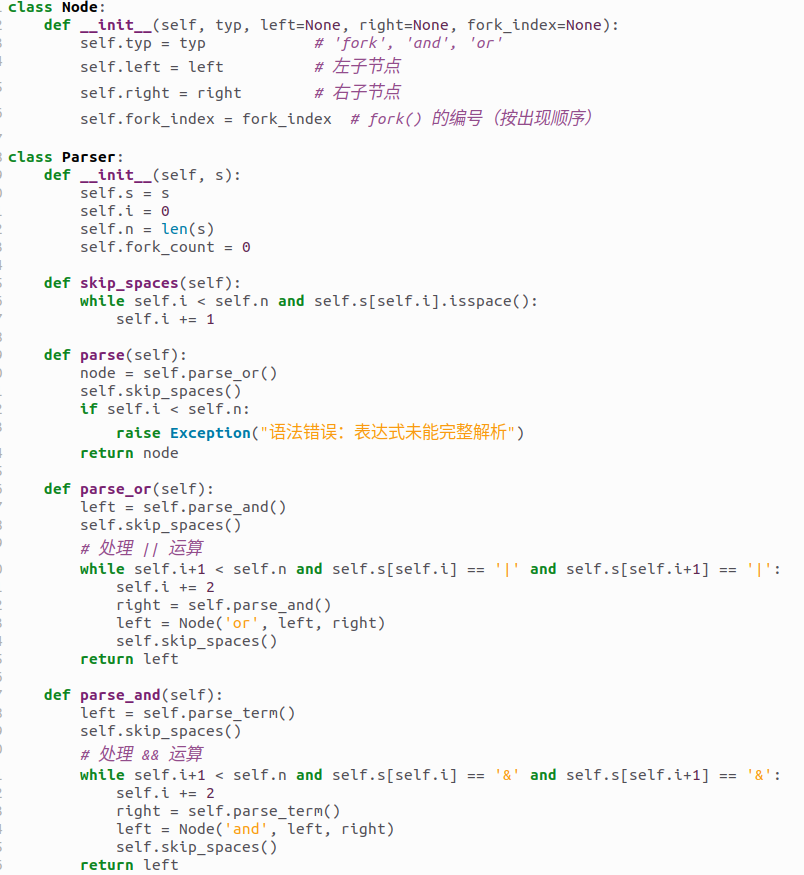 class Node:
    def __init__(self, typ, left=None, right=None, fork_index=None):
        self.typ = typ            # 'fork', 'and', 'or'
        self.left = left          # 左子节点
        self.right = right        # 右子节点
        self.fork_index = fork_index  # fork() 的编号（按出现顺序）
class Parser:
    def __init__(self, s):
        self.s = s
        self.i = 0
        self.n = len(s)
        self.fork_count = 0
    def skip_spaces(self):
        while self.i < self.n and self.s[self.i].isspace():
            self.i += 1
    def parse(self):
        node = self.parse_or()
        self.skip_spaces()
        if self.i < self.n:
            raise Exception("语法错误：表达式未能完整解析")
        return node
    def parse_or(self):
        left = self.parse_and()
        self.skip_spaces()
        # 处理 || 运算
        while self.i+1 < self.n and self.s[self.i] == '|' and self.s[self.i+1] == '|':
            self.i += 2
            right = self.parse_and()
            left = Node('or', left, right)
            self.skip_spaces()
        return left
    def parse_and(self):
        left = self.parse_term()
        self.skip_spaces()
        # 处理 && 运算
        while self.i+1 < self.n and self.s[self.i] == '&' and self.s[self.i+1] == '&':
            self.i += 2
            right = self.parse_term()
            left = Node('and', left, right)
            self.skip_spaces()
        return left